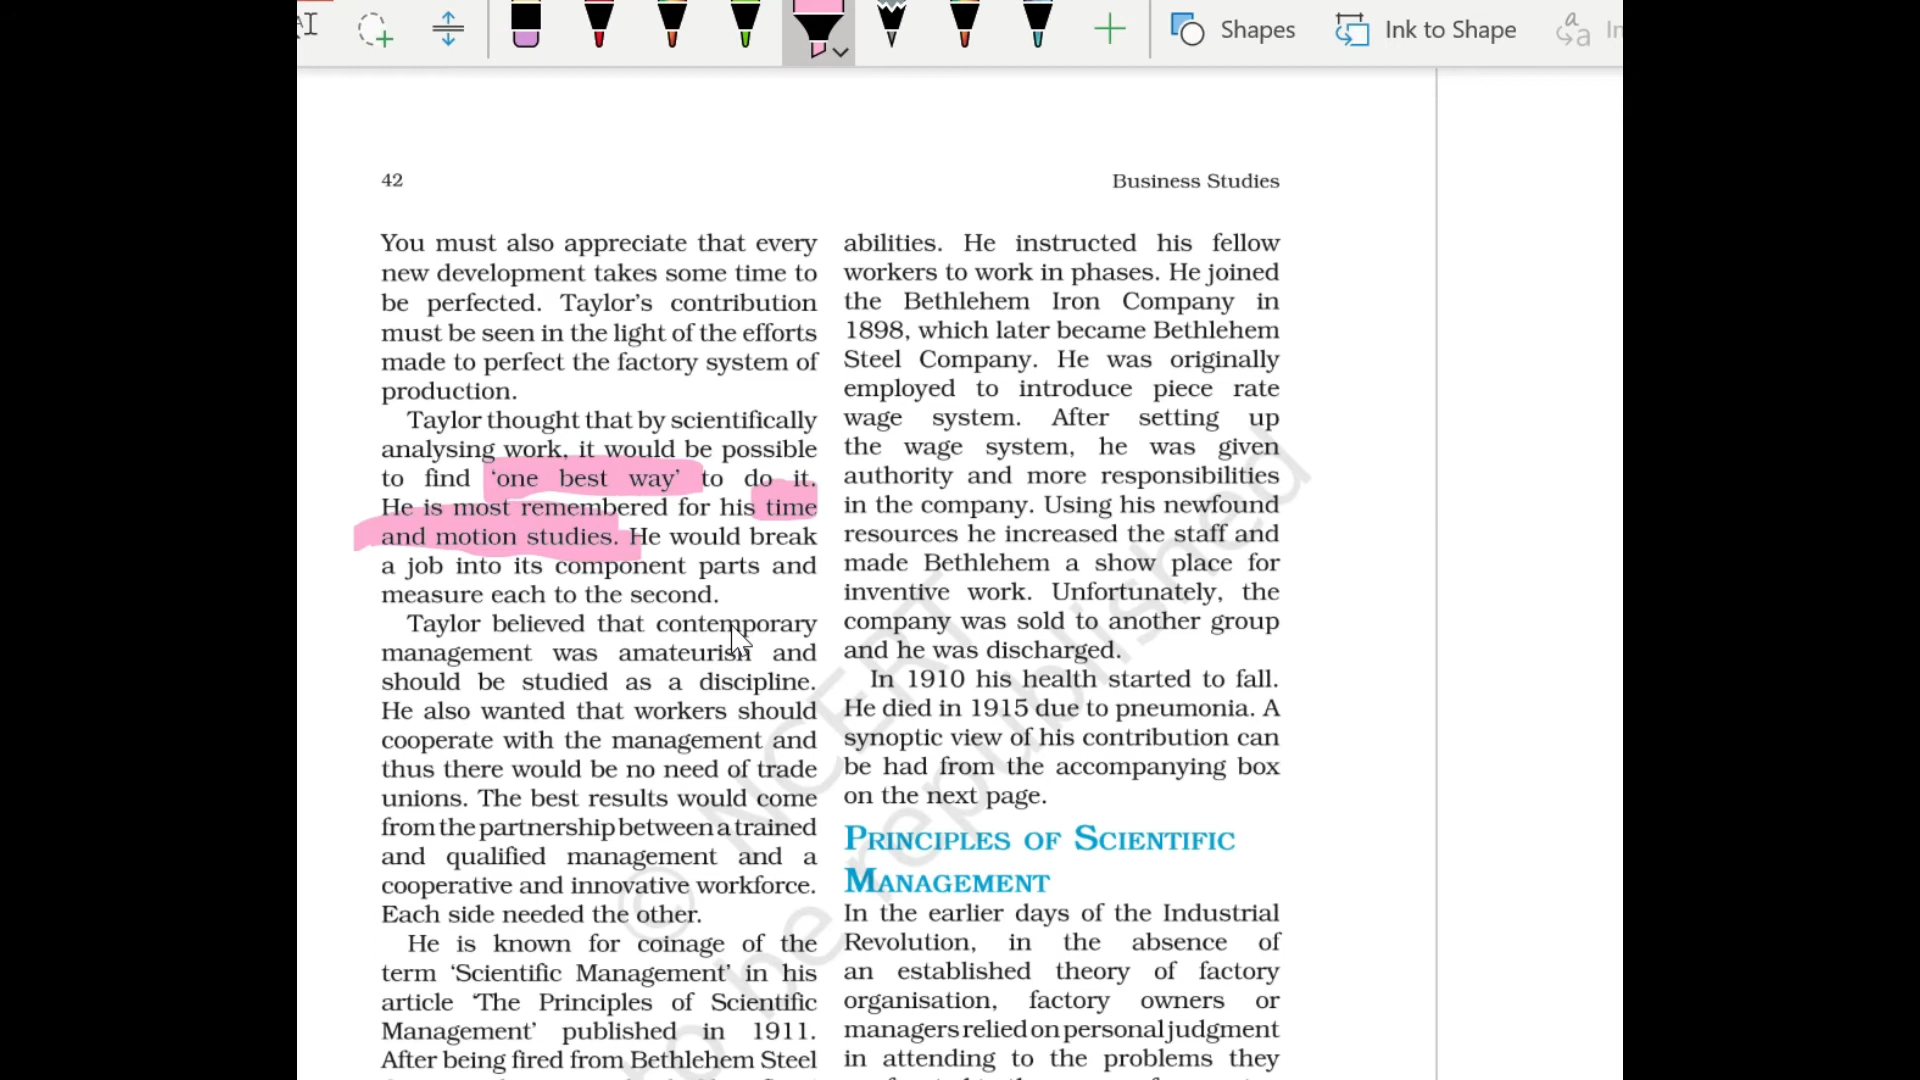 Shapes
Ink to Shape
42
Business Studies
You must also appreciate that every
new development takes some time to
be perfected. Taylor’s contribution
must be seen in the light of the efforts
made to perfect the factory system of
production.
Taylor thought that by scientifically
analysing work, it would be possible
to find ‘one best way’ to do it.
He is most remembered for his time
and motion studies. He would break
a job into its component parts and
measure each to the second.
Taylor believed that contemporary
management was amateurish and
should be studied as a discipline.
He also wanted that workers should
cooperate with the management and
thus there would be no need of trade
unions. The best results would come
from the partnership between a trained
and qualified management and a
cooperative and innovative workforce.
Each side needed the other.
He is known for coinage of the
term ‘Scientific Management’ in his
article ‘The Principles of Scientific
Management’ published in 1911.
After being fired from Bethlehem Steel
abilities. He instructed his fellow
workers to work in phases. He joined
the Bethlehem Iron Company in
1898, which later became Bethlehem
Steel Company. He was originally
employed to introduce piece rate
wage system. After setting up
the wage system, he was given
authority and more responsibilities
in the company. Using his newfound
resources he increased the staff and
made Bethlehem a show place for
inventive work. Unfortunately, the
company was sold to another group
and he was discharged.
In 1910 his health started to fall.
He died in 1915 due to pneumonia. A
synoptic view of his contribution can
be had from the accompanying box
on the next page.
PRINCIPLES OF SCIENTIFIC
MANAGEMENT
In the earlier days of the Industrial
Revolution, in the absence of
an established theory of factory
organisation, factory owners or
managers relied on personal judgment
in attending to the problems they
© NCERT
to be republished